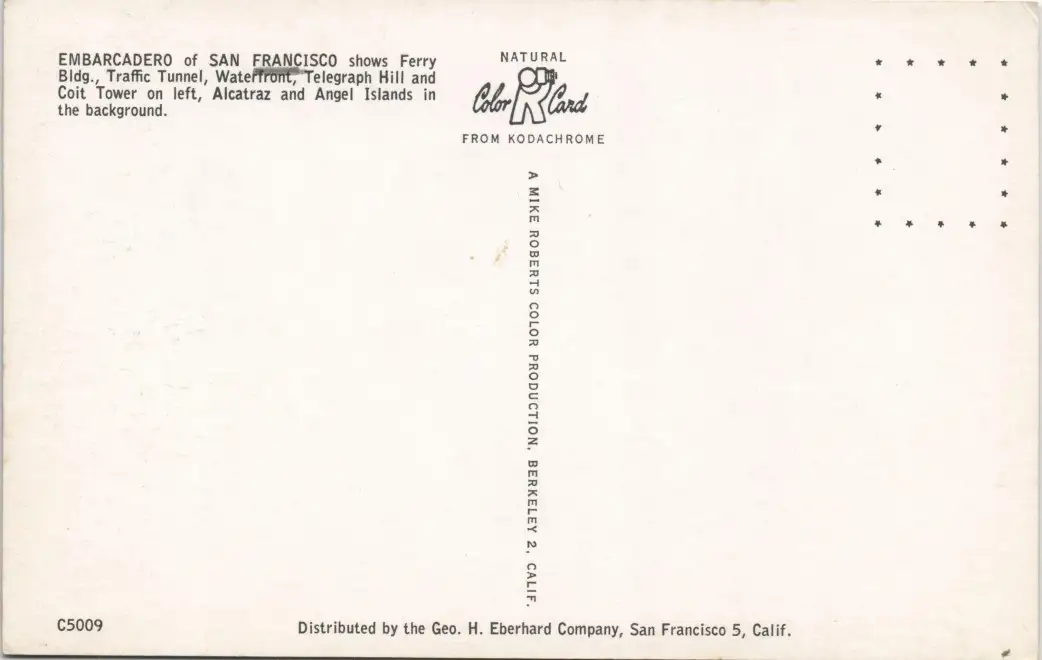 EMBARCADERO of SAN FRANCISCO shows Ferry
Bldg., Traffic Tunnel, Waterfront, Telegraph Hill and
Coit Tower on left, Alcatraz and Angel Islands in
the background.
NATURAL
Color R Card
FROM KODACHROME
A MIKE ROBERTS COLOR PRODUCTION, BERKELEY 2, CALIF.
C5009
Distributed by the Geo. H. Eberhard Company, San Francisco 5, Calif.